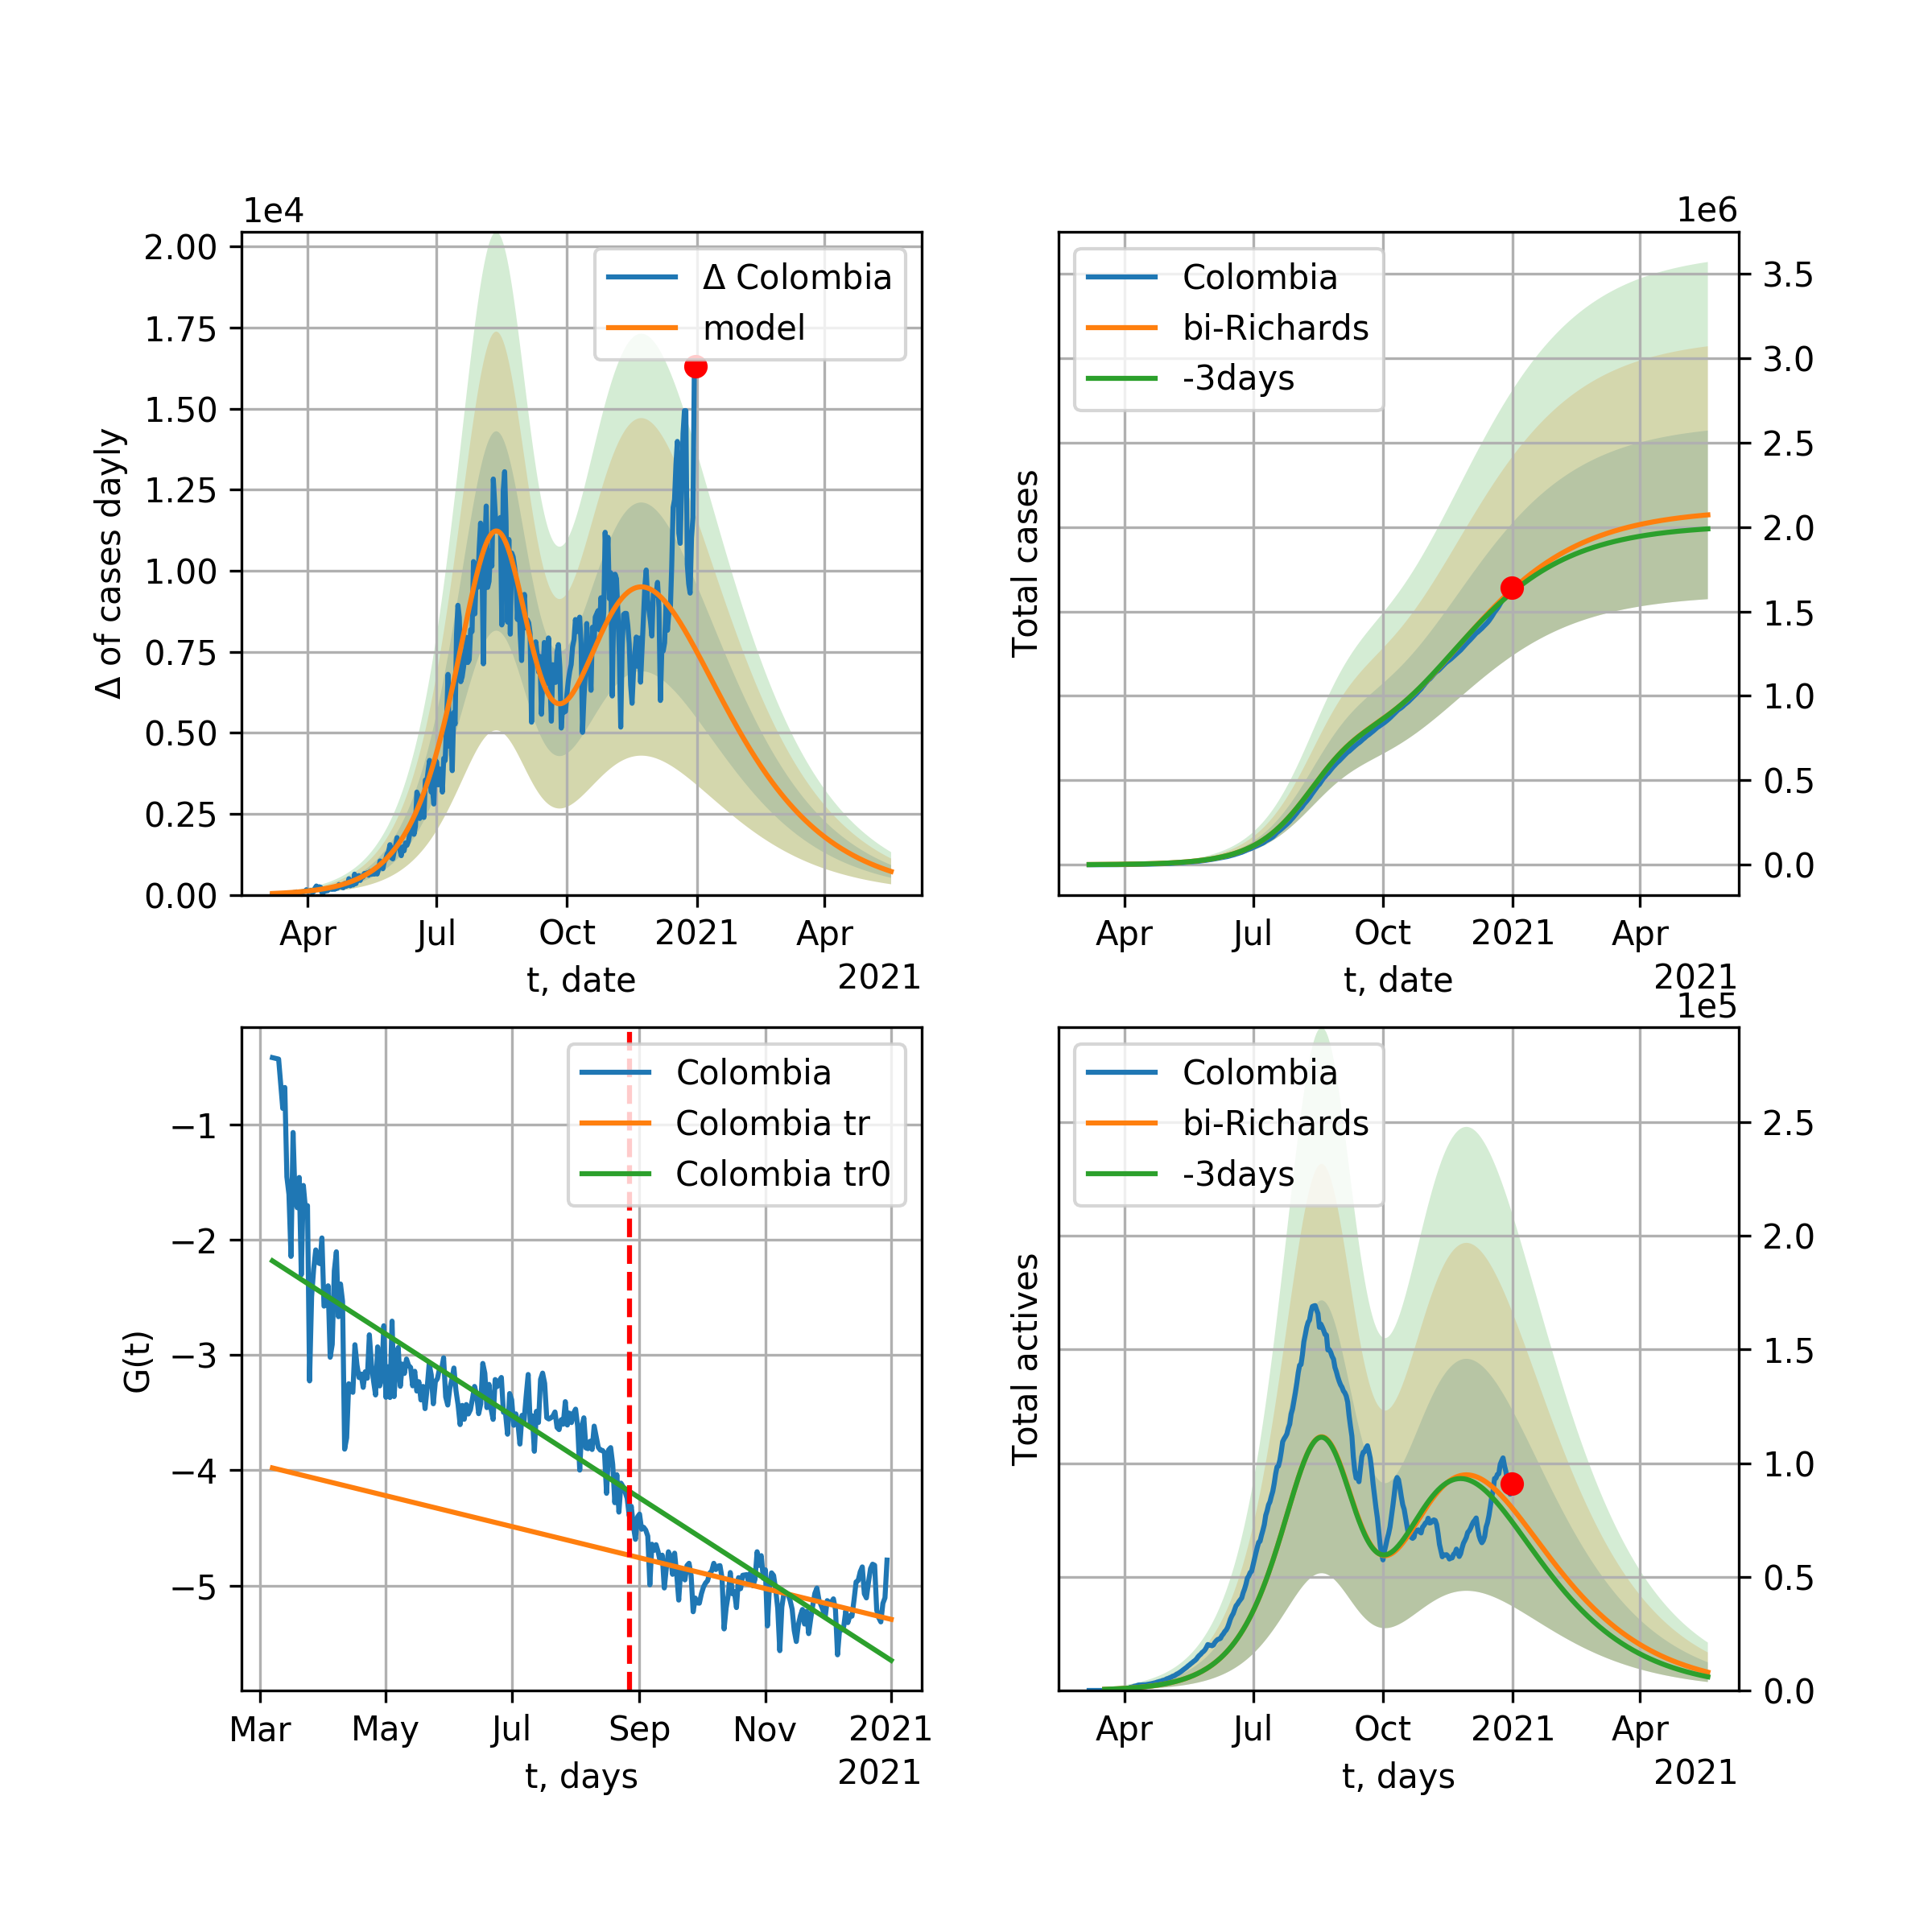 1e4
2.00
1.75
1.50
1.25
1.00
0.75
0.50
0.25
0.00
Δ of cases dayly
Δ Colombia
model
Apr Jul Oct 2021 Apr
t, date
2021
1e6
Total cases
Colombia
bi-Richards
-3days
3.5
3.0
2.5
2.0
1.5
1.0
0.5
0.0
Apr Jul Oct 2021 Apr
t, date
2021
G(t)
−1
−2
−3
−4
−5
Colombia
Colombia tr
Colombia tr0
Mar May Jul Sep Nov 2021
t, days
2021
1e5
Total actives
Colombia
bi-Richards
-3days
2.5
2.0
1.5
1.0
0.5
0.0
Apr Jul Oct 2021 Apr
t, days
2021